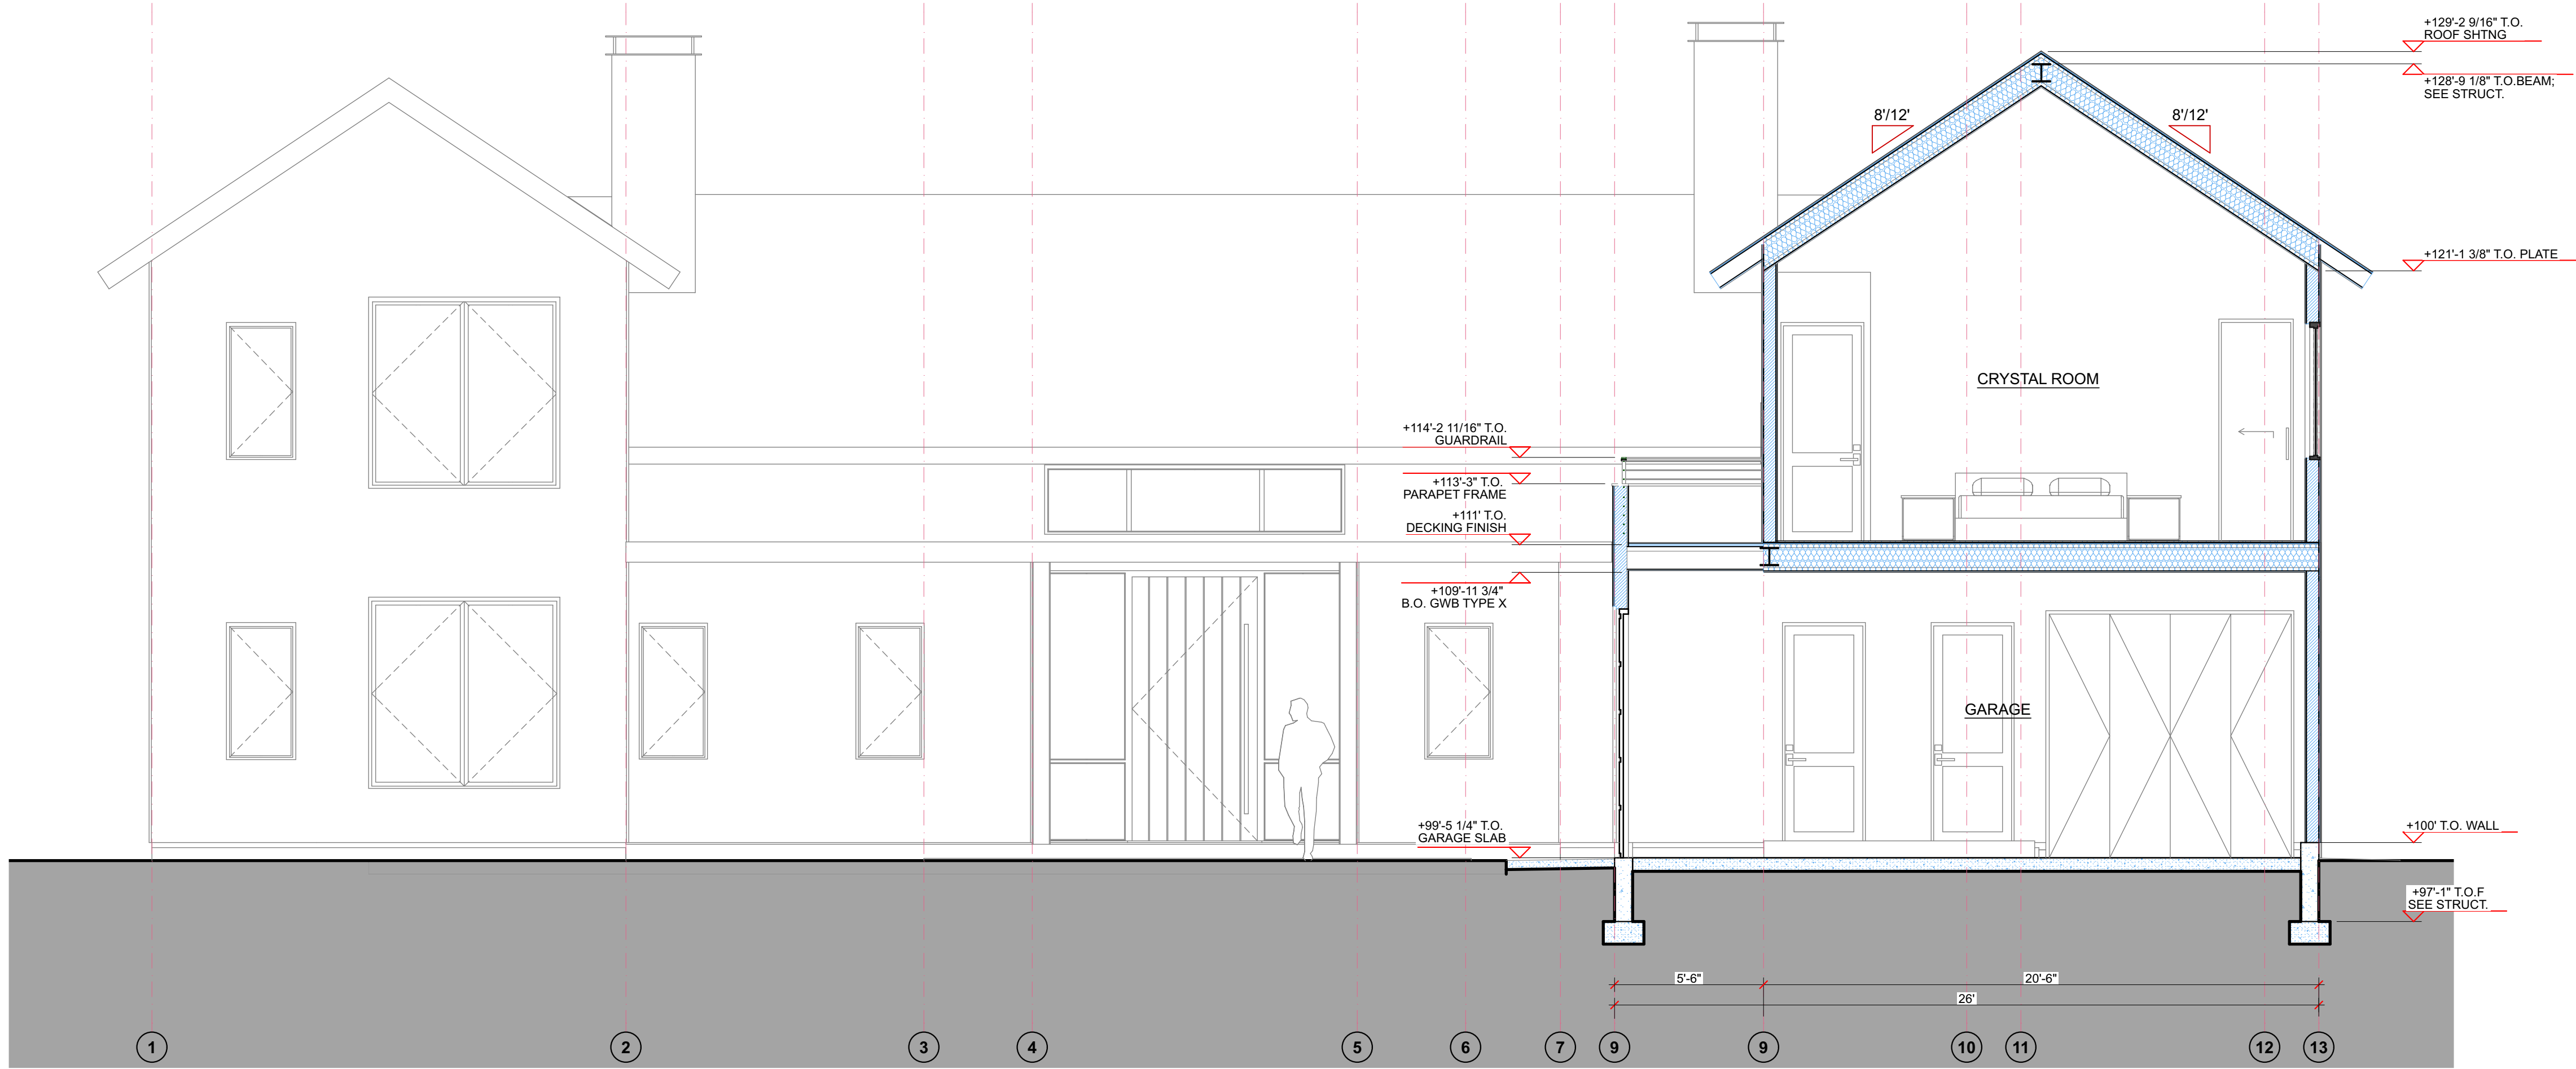 +129'-2 9/16" T.O.
ROOF SHTNG
+128'-9 1/8" T.O.BEAM;
SEE STRUCT.
8'/12'
8'/12'
+121'-1 3/8" T.O. PLATE
CRYSTAL ROOM
+114'-2 11/16" T.O.
GUARDRAIL
+113'-3" T.O.
PARAPET FRAME
+111' T.O.
DECKING FINISH
+109'-11 3/4"
B.O. GWB TYPE X
GARAGE
+99'-5 1/4" T.O.
GARAGE SLAB
+100' T.O. WALL
+97'-1" T.O.F
SEE STRUCT.
5'-6"
20'-6"
26'
1
2
3
4
5
6
7
9
9
10
11
12
13